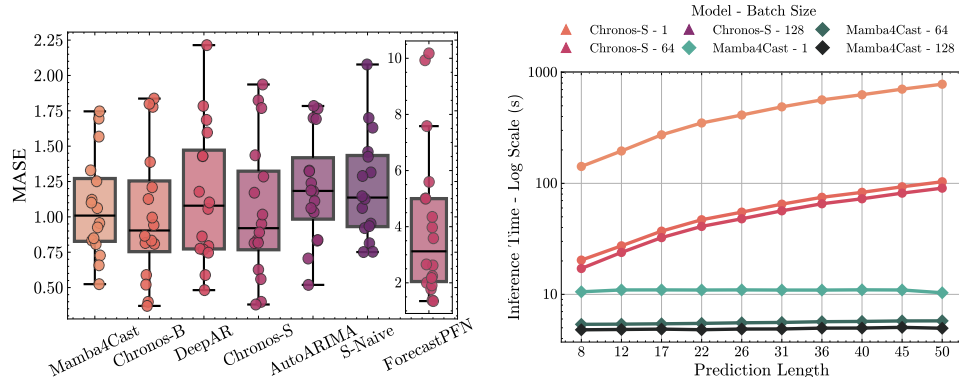 MASE
2.25
2.00
1.75
1.50
1.25
1.00
0.75
0.50
10
8
6
4
2
Mamba4Cast
Chronos-B
DeepAR
Chronos-S
AutoARIMA
S-Naive
ForecastPFN
Model - Batch Size
Chronos-S - 1 Chronos-S - 128 Mamba4Cast - 64
Chronos-S - 64 Mamba4Cast - 1 Mamba4Cast - 128
Inference Time - Log Scale (s)
1000
100
10
8 12 17 22 26 31 36 40 45 50
Prediction Length